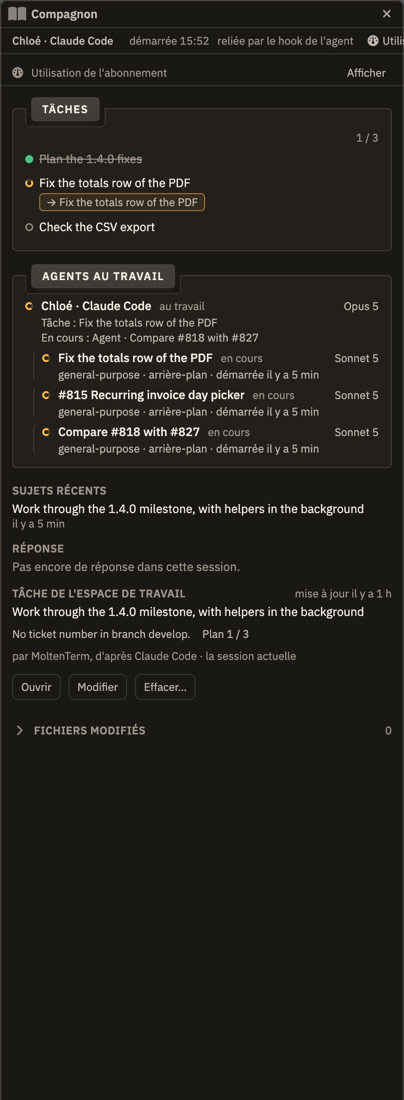 Compagnon
Chloé · Claude Code démarrée 15:52 reliée par le hook de l'agent
Utilisation de l'abonnement Afficher
TÂCHES
1 / 3
Plan the 1.4.0 fixes
Fix the totals row of the PDF
→ Fix the totals row of the PDF
Check the CSV export
AGENTS AU TRAVAIL
Chloé · Claude Code au travail Opus 5
Tâche : Fix the totals row of the PDF
En cours : Agent · Compare #818 with #827
Fix the totals row of the PDF en cours Sonnet 5
general-purpose · arrière-plan · démarrée il y a 5 min
#815 Recurring invoice day picker en cours Sonnet 5
general-purpose · arrière-plan · démarrée il y a 5 min
Compare #818 with #827 en cours Sonnet 5
general-purpose · arrière-plan · démarrée il y a 5 min
SUJETS RÉCENTS
Work through the 1.4.0 milestone, with helpers in the background
il y a 5 min
RÉPONSE
Pas encore de réponse dans cette session.
TÂCHE DE L'ESPACE DE TRAVAIL mise à jour il y a 1 h
Work through the 1.4.0 milestone, with helpers in the background
No ticket number in branch develop. Plan 1 / 3
par MoltenTerm, d'après Claude Code · la session actuelle
Ouvrir Modifier Effacer...
FICHIERS MODIFIÉS 0